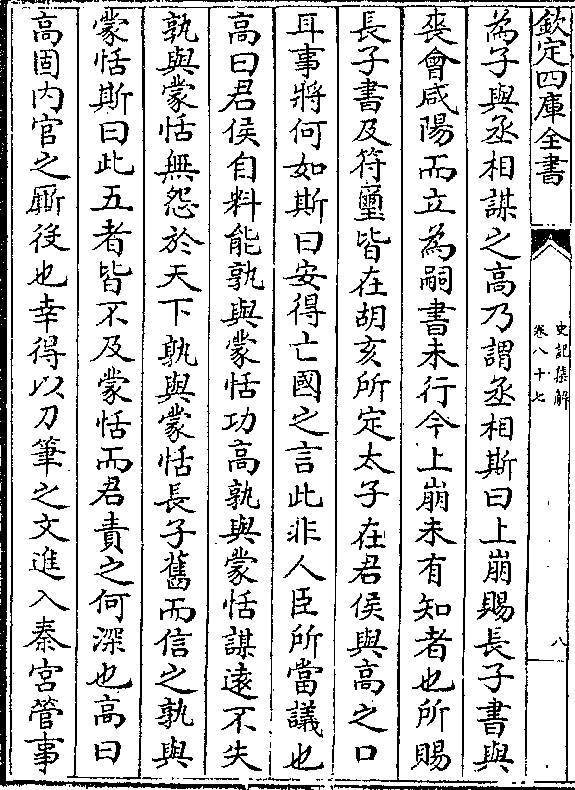 欽定四庫全書
史記集解
卷八十七
八
為子與丞相謀之高乃謂丞相斯曰上崩賜長子書與
喪會咸陽而立為嗣書未行今上崩未有知者也所賜
長子書及符璽皆在胡亥所定太子在君侯與高之口
耳事將何如斯曰安得亡國之言此非人臣所當議也
高曰君侯自料能孰與蒙恬功高孰與蒙恬謀遠不失
孰與蒙恬無怨於天下孰與蒙恬長子舊而信之孰與
蒙恬斯曰此五者皆不及蒙恬而君責之何深也高曰
高固内官之厮役也幸得以刀筆之文進入秦宮管事